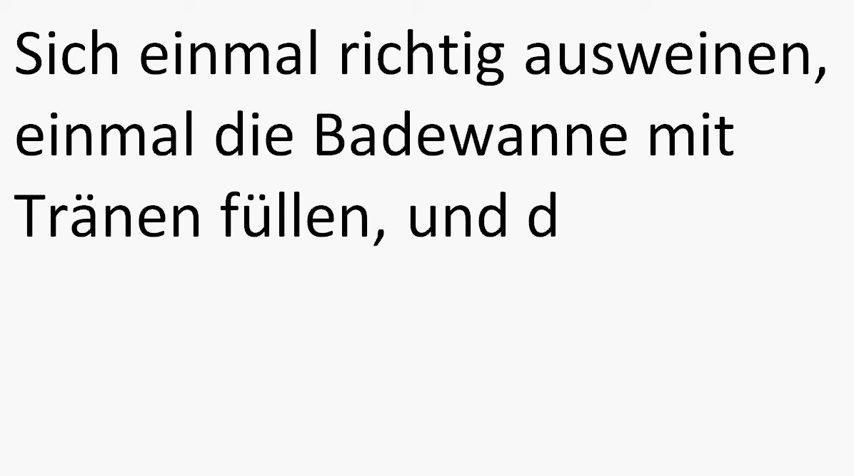 Sich einmal richtig ausweinen,
einmal die Badewanne mit
Tränen füllen, und d